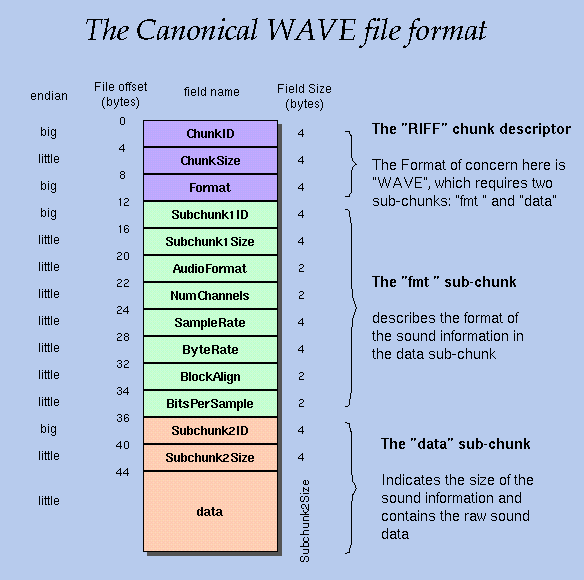 The Canonical WAVE file format
endian
File offset
(bytes)
field name
Field Size
(bytes)
0
big ChunkID 4
4
little ChunkSize 4
8
big Format 4
12
big Subchunk1 ID 4
16
little Subchunk1 Size 4
20
little AudioFormat 2
22
little NumChannels 2
24
little SampleRate 4
28
little ByteRate 4
32
little BlockAlign 2
34
little BitsPerSample 2
36
big Subchunk2ID 4
40
little Subchunk2Size 4
44
little data Subchunk2Size
The "RIFF" chunk descriptor
The Format of concern here is
"WAVE", which requires two
sub-chunks: "fmt " and "data"
The "fmt " sub-chunk
describes the format of
the sound information in
the data sub-chunk
The "data" sub-chunk
Indicates the size of the
sound information and
contains the raw sound
data